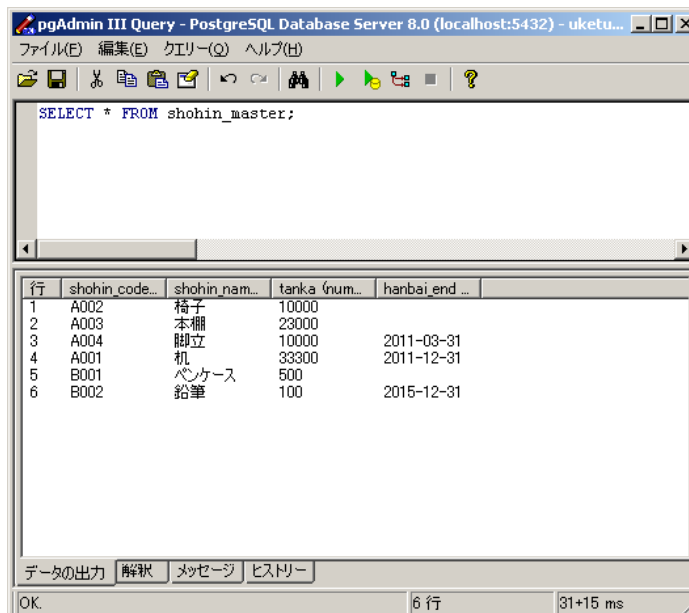 pgAdmin III Query - PostgreSQL Database Server 8.0 (localhost:5432) - uketu...
ファイル(F) 編集(E) クエリー(Q) ヘルプ(H)
SELECT * FROM shohin_master;
行 shohin_code... shohin_nam... tanka (num... hanbai_end ...
1 A002 椅子 10000
2 A003 本棚 23000
3 A004 脚立 10000 2011-03-31
4 A001 机 33300 2011-12-31
5 B001 ペンケース 500
6 B002 鉛筆 100 2015-12-31
データの出力 解釈 メッセージ ヒストリー
OK. 6 行 31+15 ms